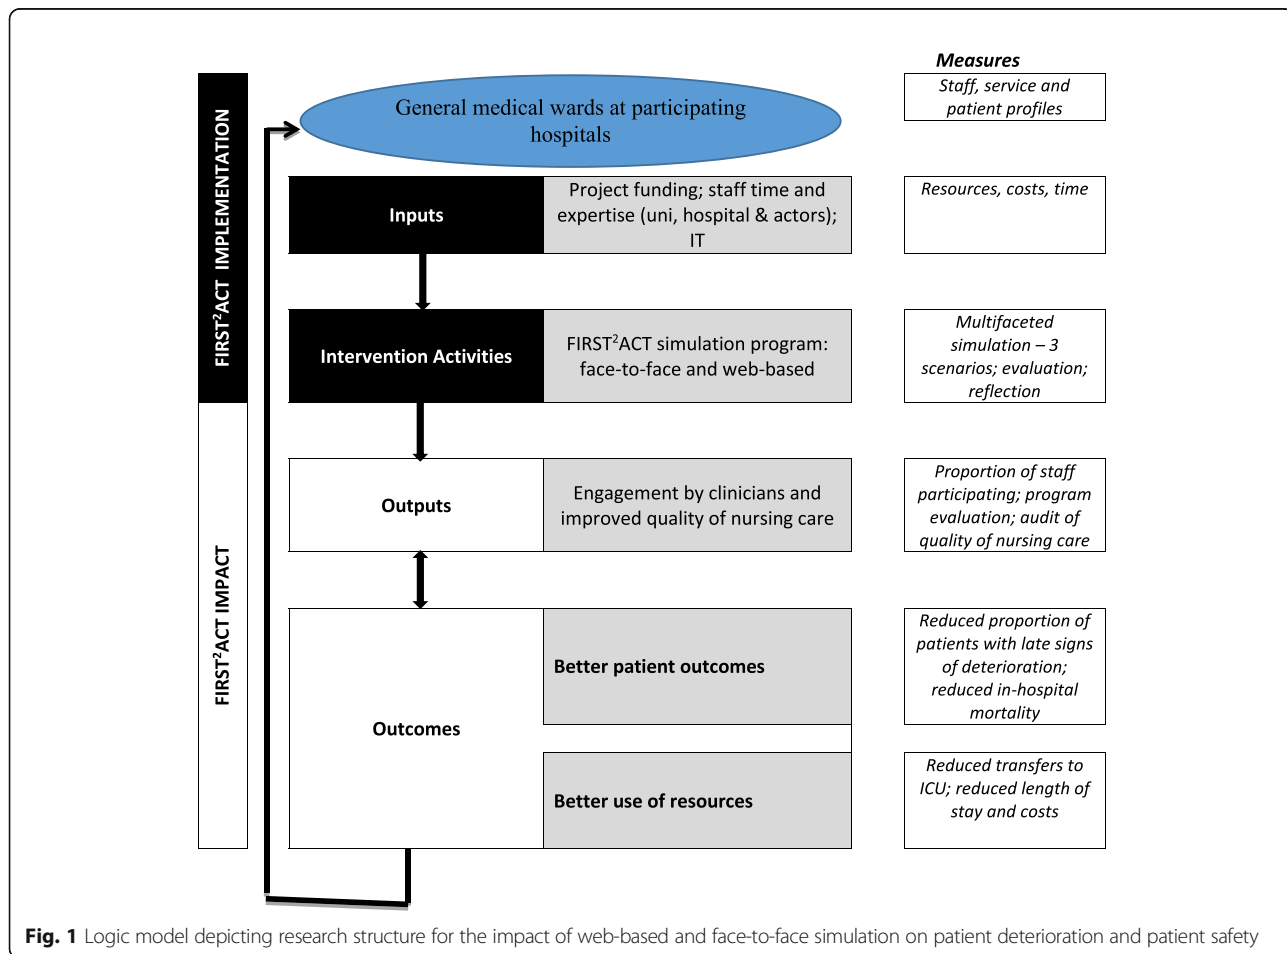 Measures
Staff, service and
patient profiles
General medical wards at participating
hospitals
FIRST²ACT IMPLEMENTATION
Inputs
Project funding; staff time and
expertise (uni, hospital & actors);
IT
Resources, costs, time
Intervention Activities
FIRST²ACT simulation program:
face-to-face and web-based
Multifaceted
simulation – 3
scenarios; evaluation;
reflection
FIRST²ACT IMPACT
Outputs
Engagement by clinicians and
improved quality of nursing care
Proportion of staff
participating; program
evaluation; audit of
quality of nursing care
Outcomes
Better patient outcomes
Reduced proportion of
patients with late signs
of deterioration;
reduced in-hospital
mortality
Better use of resources
Reduced transfers to
ICU; reduced length of
stay and costs
Fig. 1 Logic model depicting research structure for the impact of web-based and face-to-face simulation on patient deterioration and patient safety